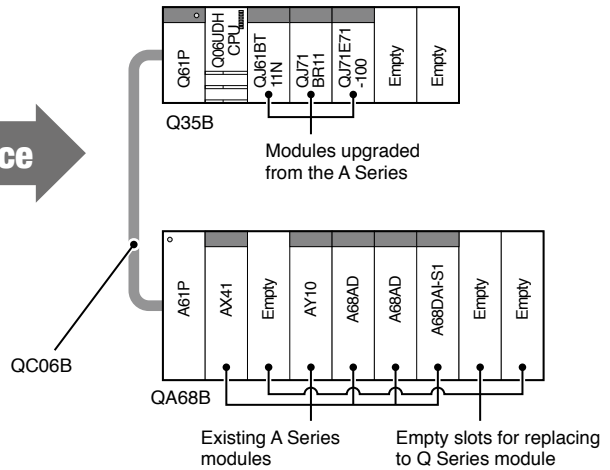 ce
Q61P
Q06UDH
CPU
QJ61BT
11N
QJ71
BR11
QJ71E71
-100
Empty
Empty
Q35B
Modules upgraded
from the A Series
A61P
AX41
Empty
AY10
A68AD
A68AD
A68DAI-S1
Empty
Empty
QC06B
QA68B
Existing A Series
modules
Empty slots for replacing
to Q Series module